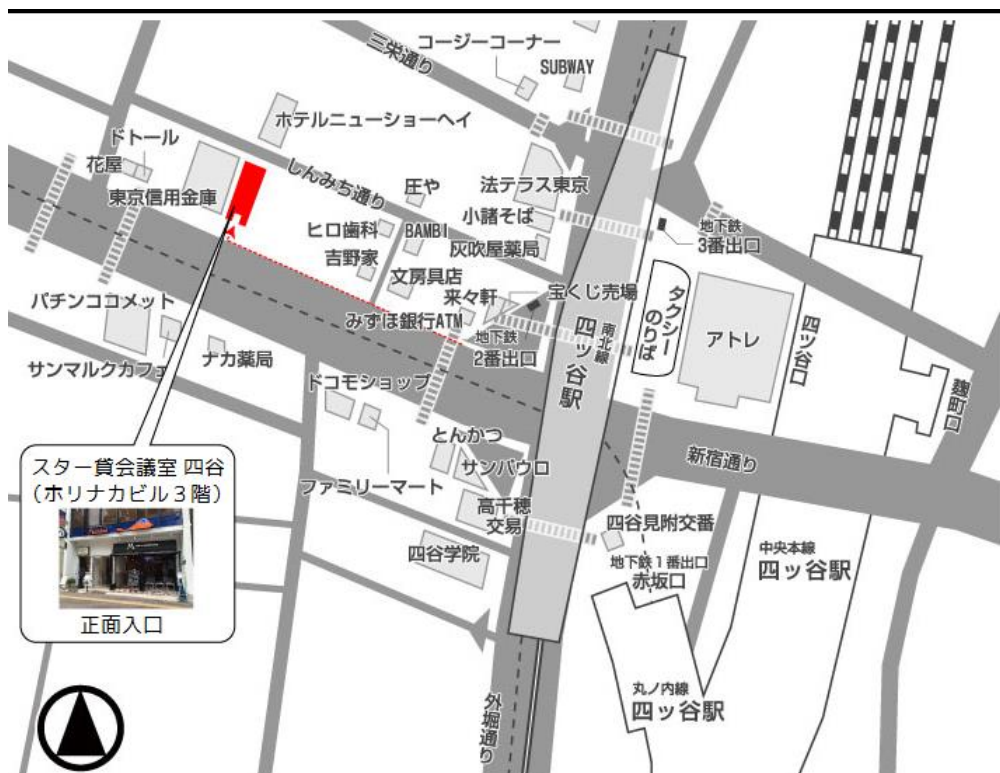 コージーコーナー
三栄通り
SUBWAY
ホテルニューショーヘイ
ドトール
花屋
東京信用金庫
しんみち通り
庄や
法テラス東京
小諸そば
ヒロ歯科
BAMBI
灰吹屋薬局
吉野家
文房具店
地下鉄
3番出口
来々軒
宝くじ売場
みずほ銀行ATM
地下鉄
2番出口
南北線
四ツ谷駅
タクシー
のりば
アトレ
四ツ谷口
麹町口
パチンココメット
サンマルクカフェ
ナカ薬局
ドコモショップ
とんかつ
サンパウロ
ファミリーマート
高千穂
交易
四谷学院
新宿通り
四谷見附交番
地下鉄1番出口
赤坂口
中央本線
四ツ谷駅
丸ノ内線
四ツ谷駅
外堀通り
スター貸会議室 四谷
(ホリナカビル3階)
正面入口